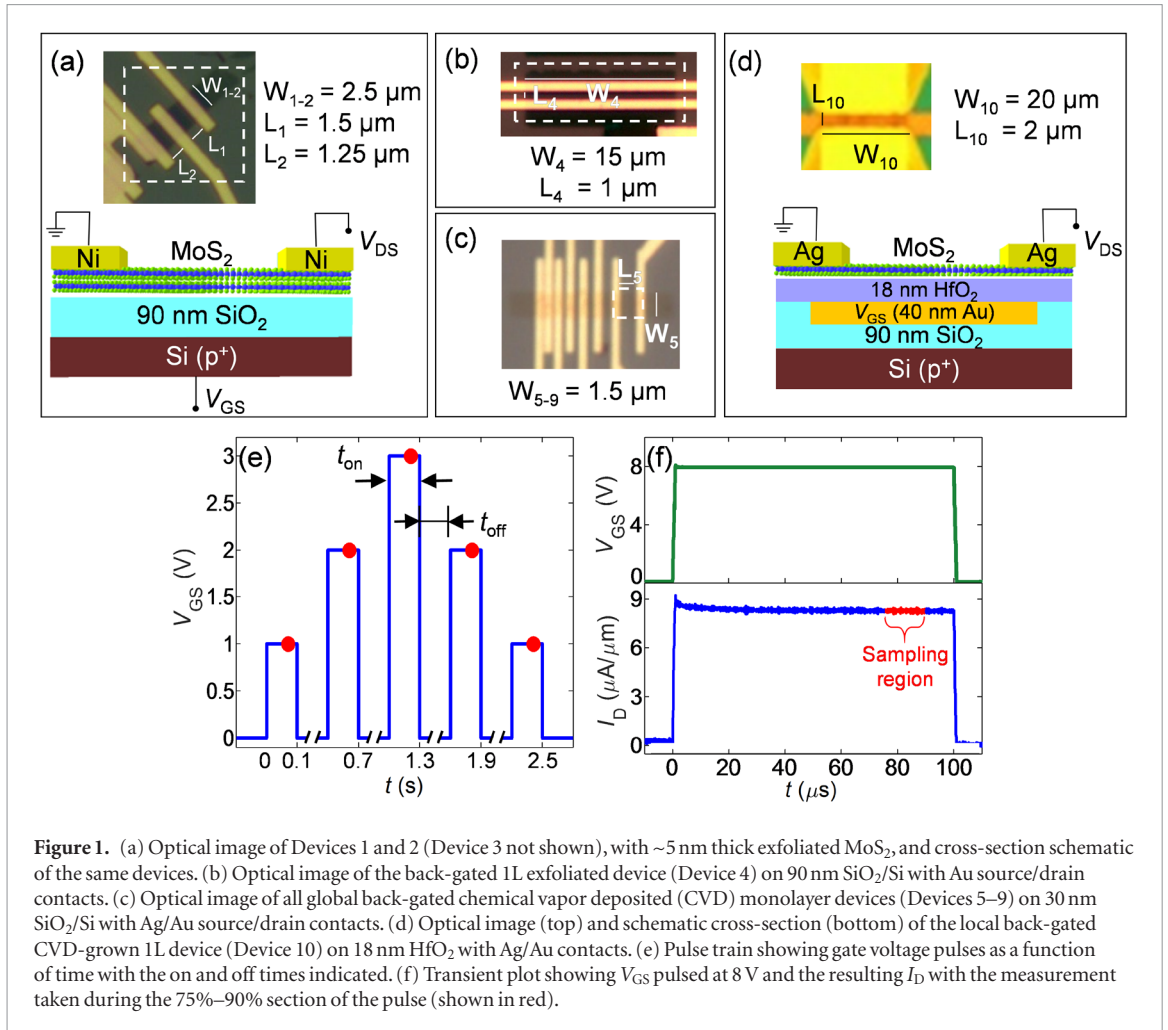 (a)
W1-2
L1
L2
W1-2 = 2.5 μm
L1 = 1.5 μm
L2 = 1.25 μm
Ni
MoS2
Ni
VDS
90 nm SiO2
Si (p+)
VGS
(b)
L4
W4
W4 = 15 μm
L4 = 1 μm
(c)
L5
W5
W5-9 = 1.5 μm
(d)
L10
W10
W10 = 20 μm
L10 = 2 μm
Ag
MoS2
Ag
VDS
18 nm HfO2
VGS (40 nm Au)
90 nm SiO2
Si (p+)
(e)
ton
toff
VGS (V)
3
2.5
2
1.5
1
0.5
0
0 0.1 0.7 1.3 1.9 2.5
t (s)
(f)
VGS (V)
8
4
0
ID (μA/μm)
9
6
3
0
Sampling
region
0 20 40 60 80 100
t (μs)
Figure 1. (a) Optical image of Devices 1 and 2 (Device 3 not shown), with ~5 nm thick exfoliated MoS2, and cross-section schematic
of the same devices. (b) Optical image of the back-gated 1L exfoliated device (Device 4) on 90 nm SiO2/Si with Au source/drain
contacts. (c) Optical image of all global back-gated chemical vapor deposited (CVD) monolayer devices (Devices 5–9) on 30 nm
SiO2/Si with Ag/Au source/drain contacts. (d) Optical image (top) and schematic cross-section (bottom) of the local back-gated
CVD-grown 1L device (Device 10) on 18 nm HfO2 with Ag/Au contacts. (e) Pulse train showing gate voltage pulses as a function
of time with the on and off times indicated. (f) Transient plot showing VGS pulsed at 8 V and the resulting ID with the measurement
taken during the 75%–90% section of the pulse (shown in red).